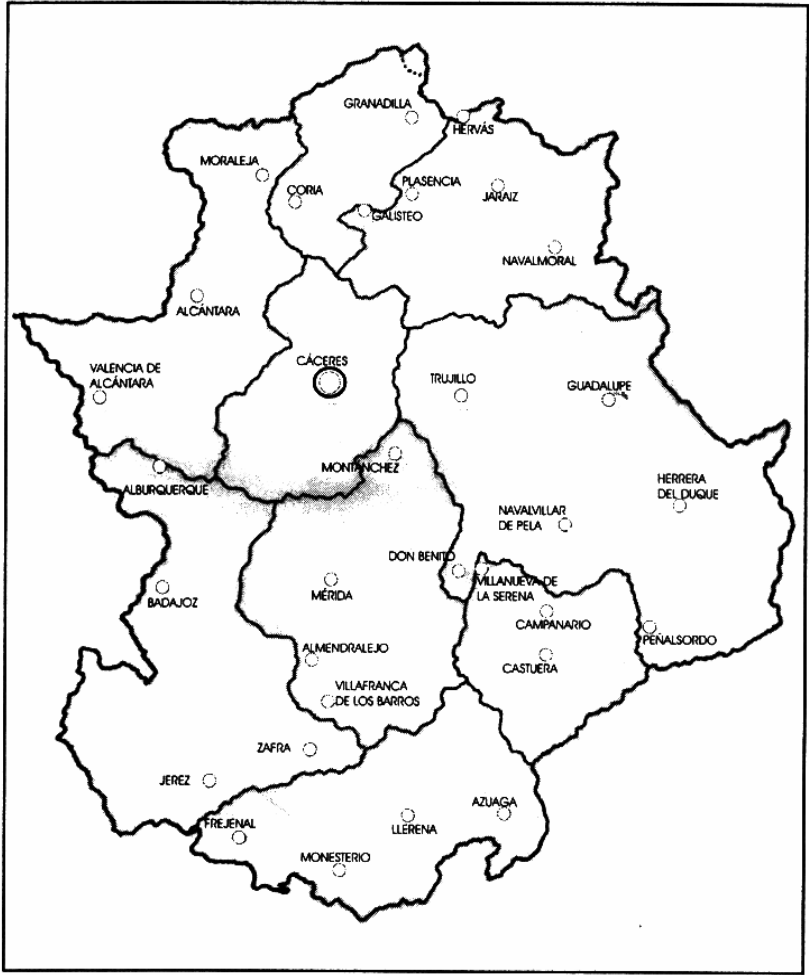 GRANADILLA
HERVÁS
MORALEJA
CORIA
PLASENCIA
JARAIZ
GALISTEO
NAVALMORAL
ALCÁNTARA
CÁCERES
VALENCIA DE
ALCÁNTARA
TRUJILLO
GUADALUPE
MONTÁNCHEZ
ALBURQUERQUE
HERRERA
DEL DUQUE
NAVALVILLAR
DE PELA
DON BENITO
VILLANUEVA DE
LA SERENA
MÉRIDA
BADAJOZ
CAMPANARIO
PEÑALSORDO
ALMENDRALEJO
CASTUERA
VILLAFRANCA
DE LOS BARROS
ZAFRA
JEREZ
AZUAGA
FREJENAL
LLERENA
MONESTERIO